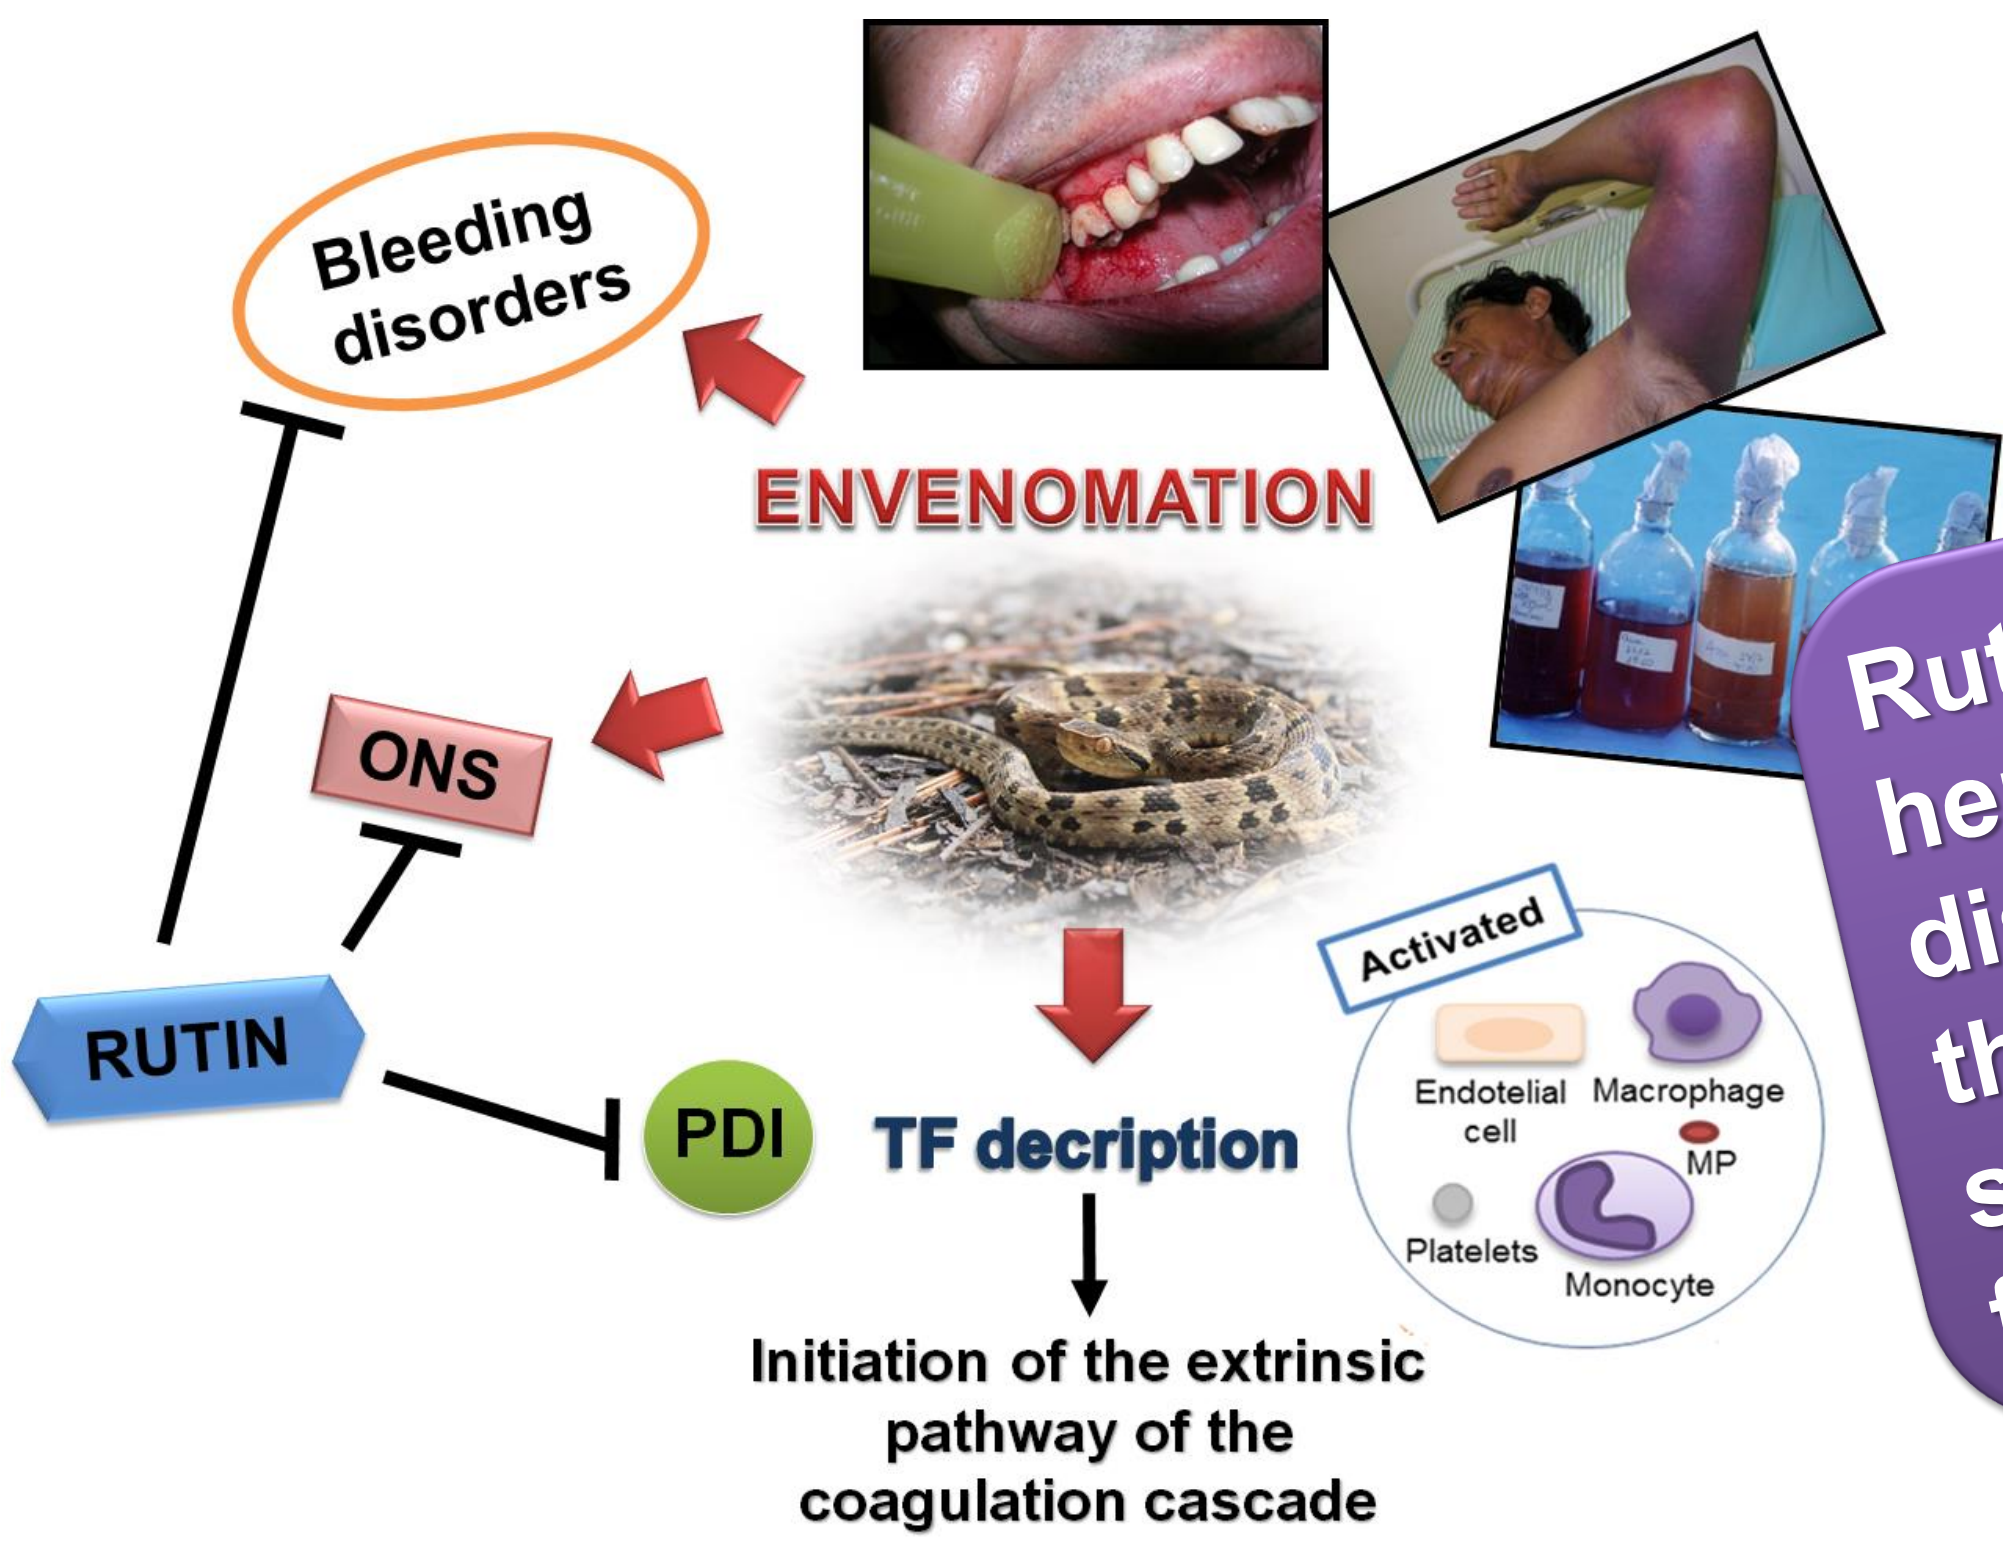 Bleeding
disorders
ENVENOMATION
ONS
RUTIN
PDI
TF decription
Initiation of the extrinsic
pathway of the
coagulation cascade
Activated
Endotelial
cell
Macrophage
MP
Platelets
Monocyte